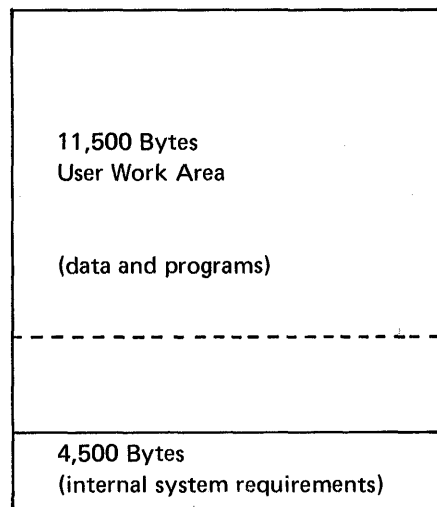 11,500 Bytes
User Work Area
(data and programs)
4,500 Bytes
(internal system requirements)